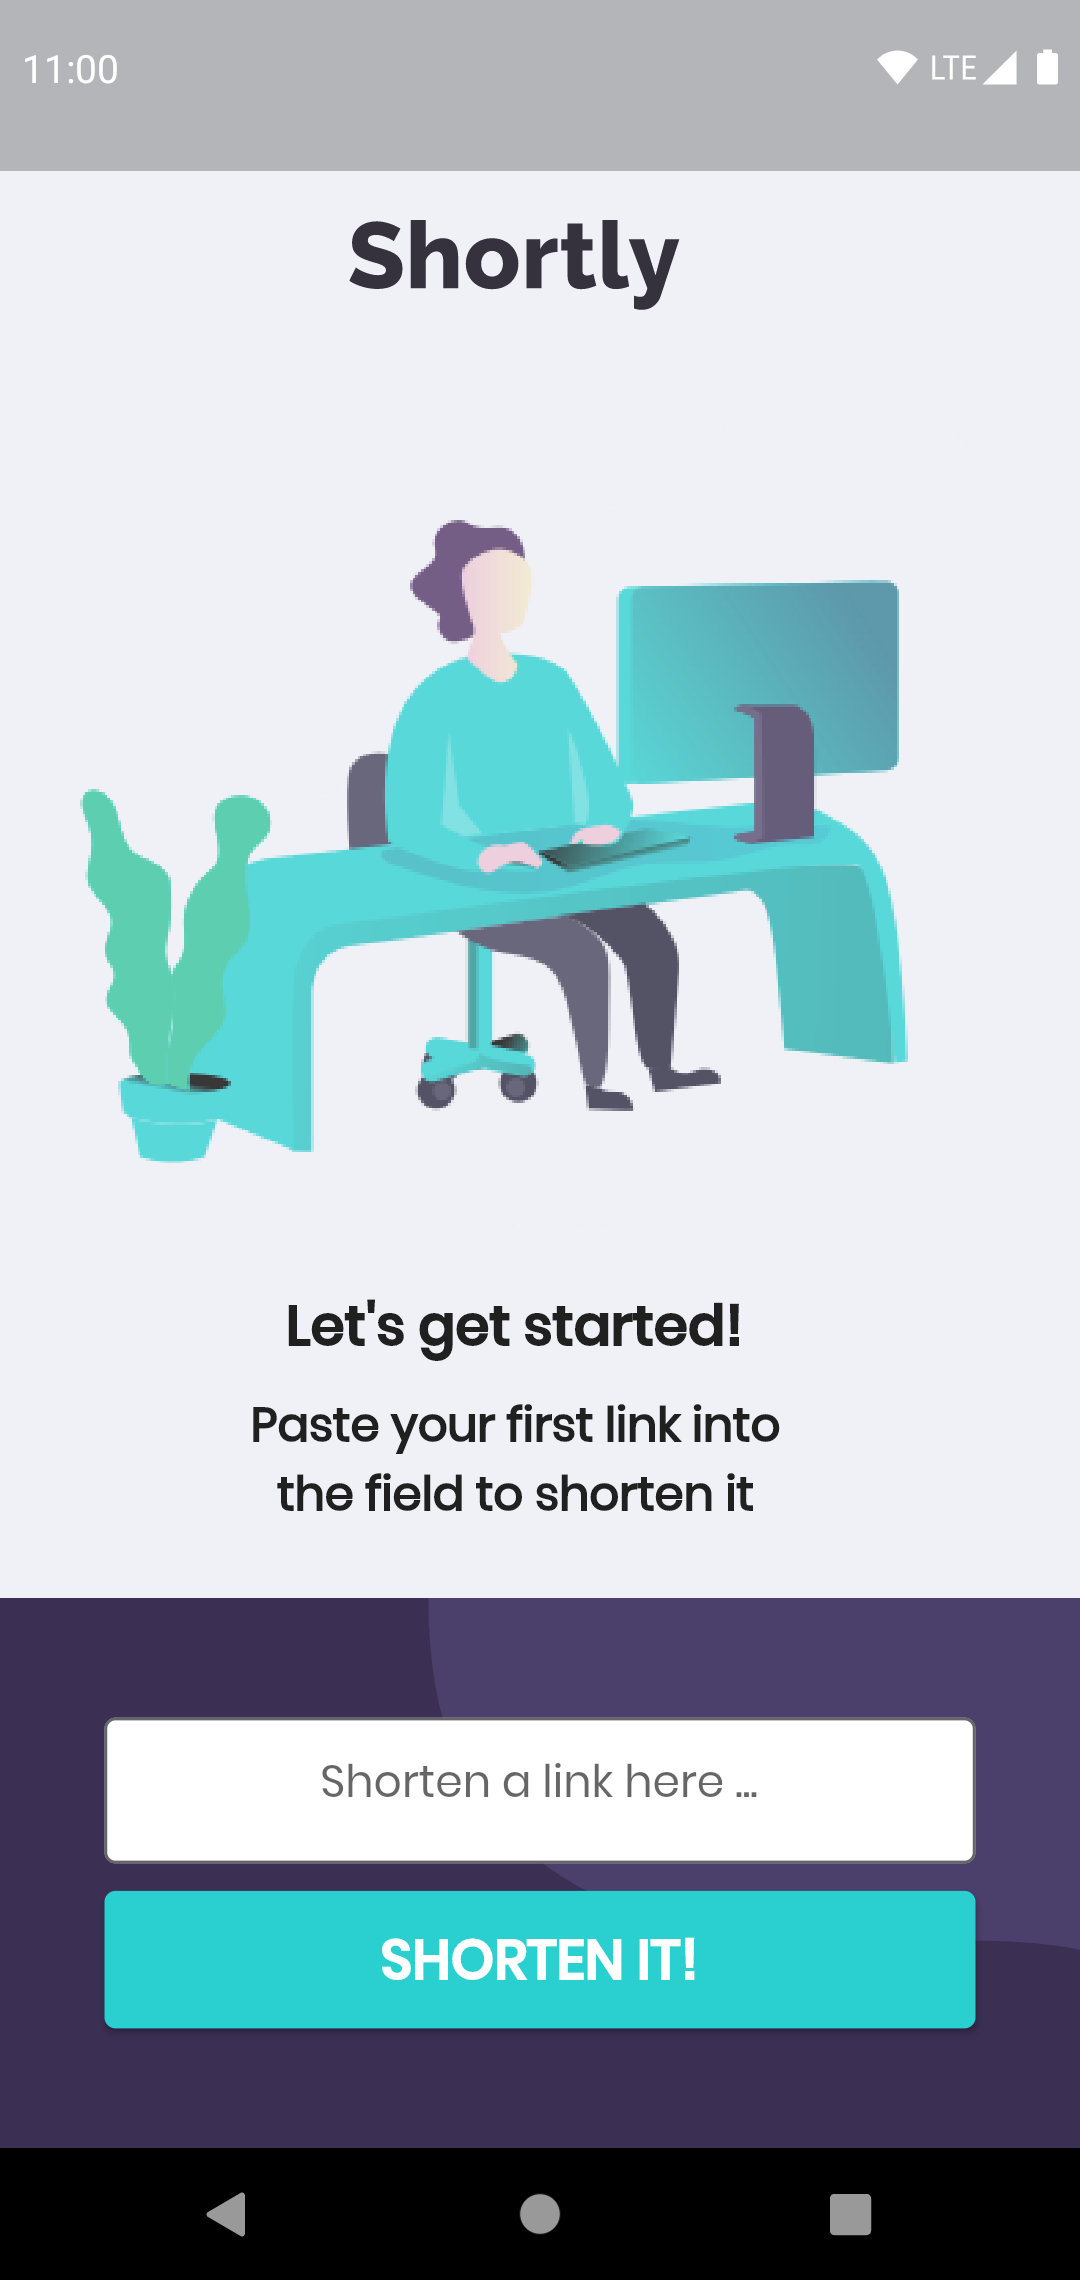 11:00
LTE
Shortly
Let's get started!
Paste your first link into
the field to shorten it
Shorten a link here ...
SHORTEN IT!